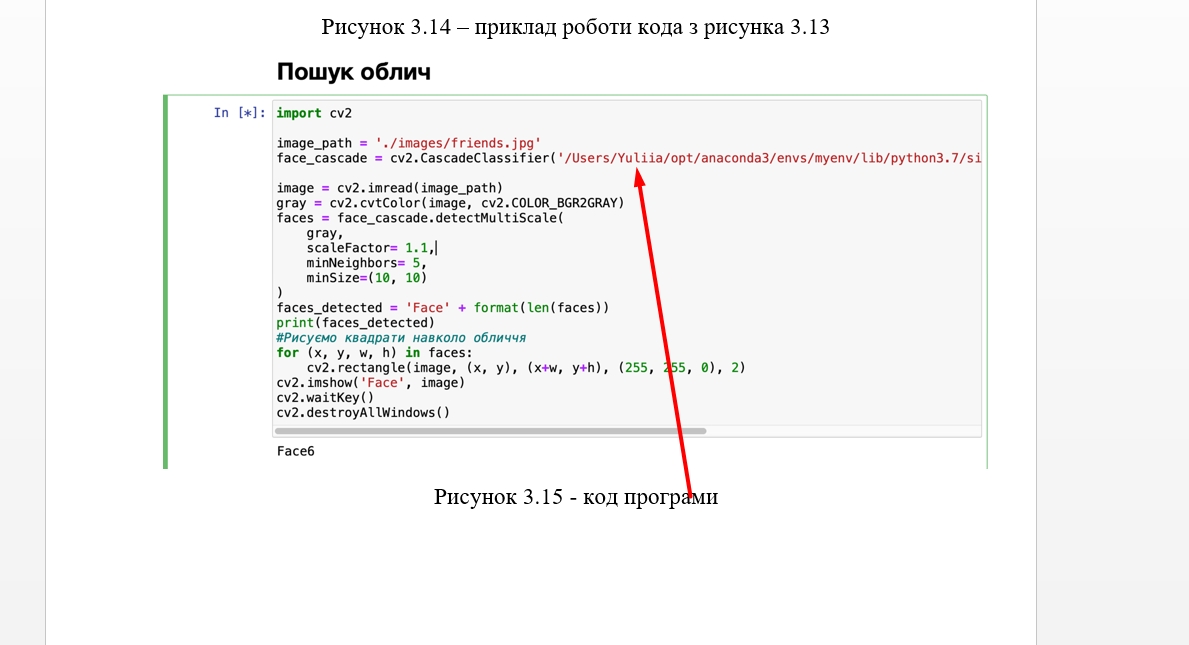 Рисунок 3.14 – приклад роботи кода з рисунка 3.13
Пошук облич
In [*]: import cv2
image_path = './images/friends.jpg'
face_cascade = cv2.CascadeClassifier('/Users/Yuliia/opt/anaconda3/envs/myenv/lib/python3.7/si
image = cv2.imread(image_path)
gray = cv2.cvtColor(image, cv2.COLOR_BGR2GRAY)
faces = face_cascade.detectMultiScale(
    gray,
    scaleFactor= 1.1,
    minNeighbors= 5,
    minSize=(10, 10)
)
faces_detected = 'Face' + format(len(faces))
print(faces_detected)
#Рисуємо квадрати навколо обличчя
for (x, y, w, h) in faces:
    cv2.rectangle(image, (x, y), (x+w, y+h), (255, 255, 0), 2)
cv2.imshow('Face', image)
cv2.waitKey()
cv2.destroyAllWindows()
Face6
Рисунок 3.15 - код програми